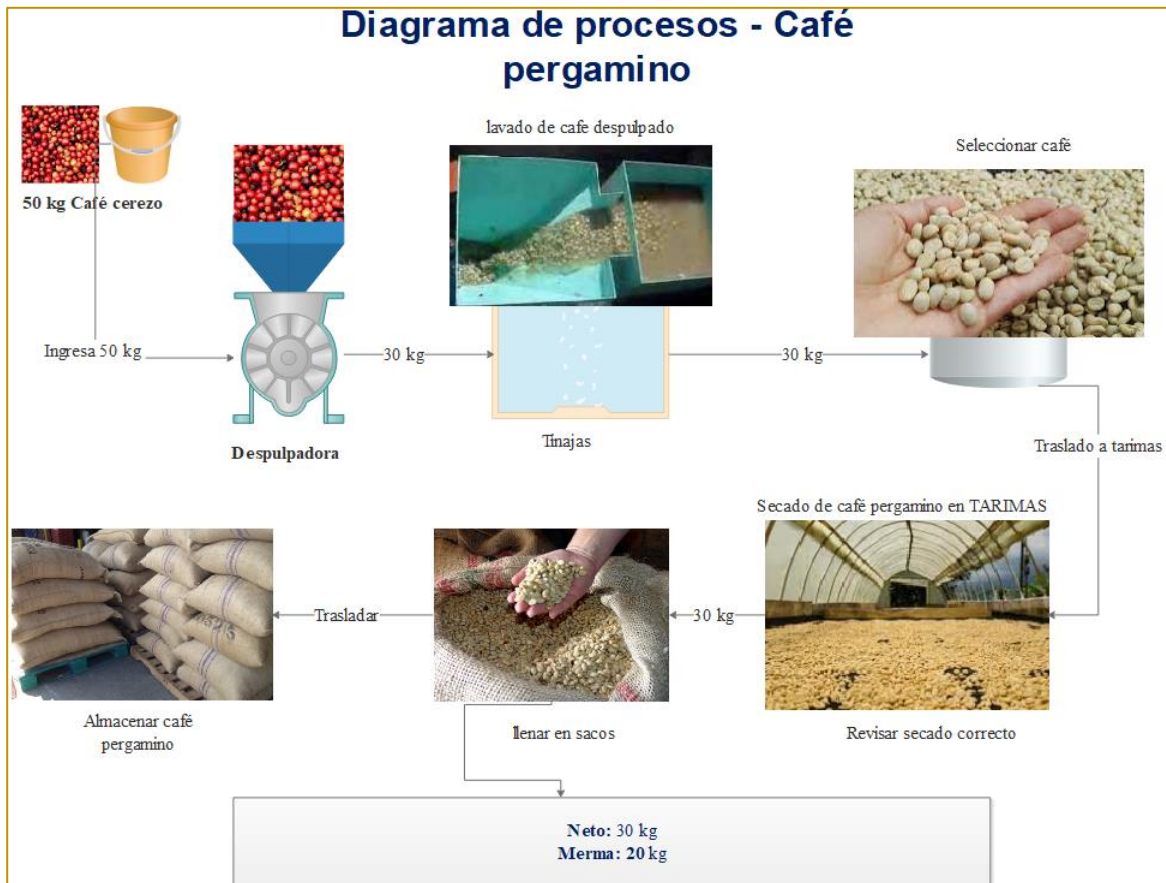 Diagrama de procesos - Café
pergamino
50 kg Café cerezo
Ingresa 50 kg
Despulpadora
30 kg
lavado de cafe despulpado
Tinajas
30 kg
Seleccionar café
Traslado a tarimas
Secado de café pergamino en TARIMAS
Revisar secado correcto
30 kg
llenar en sacos
Trasladar
Almacenar café
pergamino
Neto: 30 kg
Merma: 20 kg